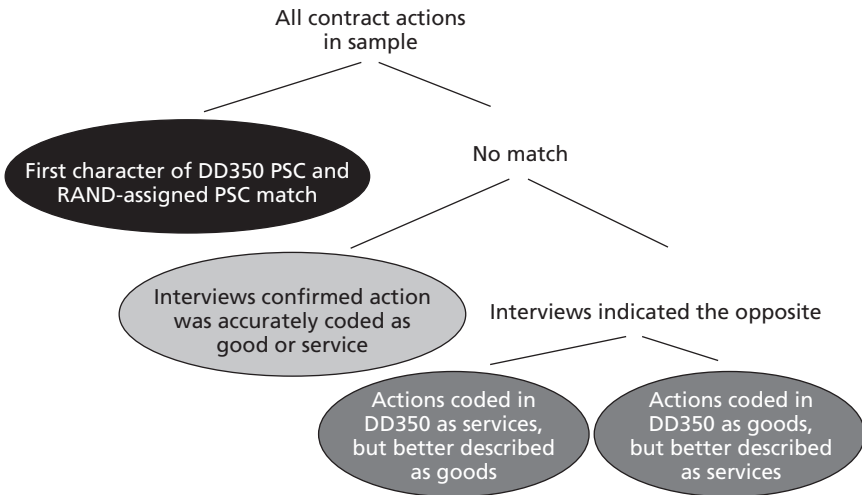 All contract actions
in sample
First character of DD350 PSC and
RAND-assigned PSC match
No match
Interviews confirmed action
was accurately coded as
good or service
Interviews indicated the opposite
Actions coded in
DD350 as services,
but better described
as goods
Actions coded in
DD350 as goods,
but better described
as services